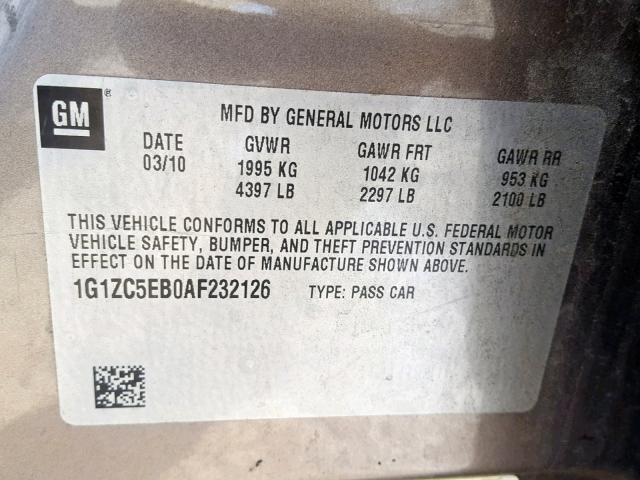 GM®
MFD BY GENERAL MOTORS LLC
DATE GVWR GAWR FRT GAWR RR
03/10 1995 KG 1042 KG 953 KG
4397 LB 2297 LB 2100 LB
THIS VEHICLE CONFORMS TO ALL APPLICABLE U.S. FEDERAL MOTOR
VEHICLE SAFETY, BUMPER, AND THEFT PREVENTION STANDARDS IN
EFFECT ON THE DATE OF MANUFACTURE SHOWN ABOVE.
1G1ZC5EB0AF232126 TYPE: PASS CAR